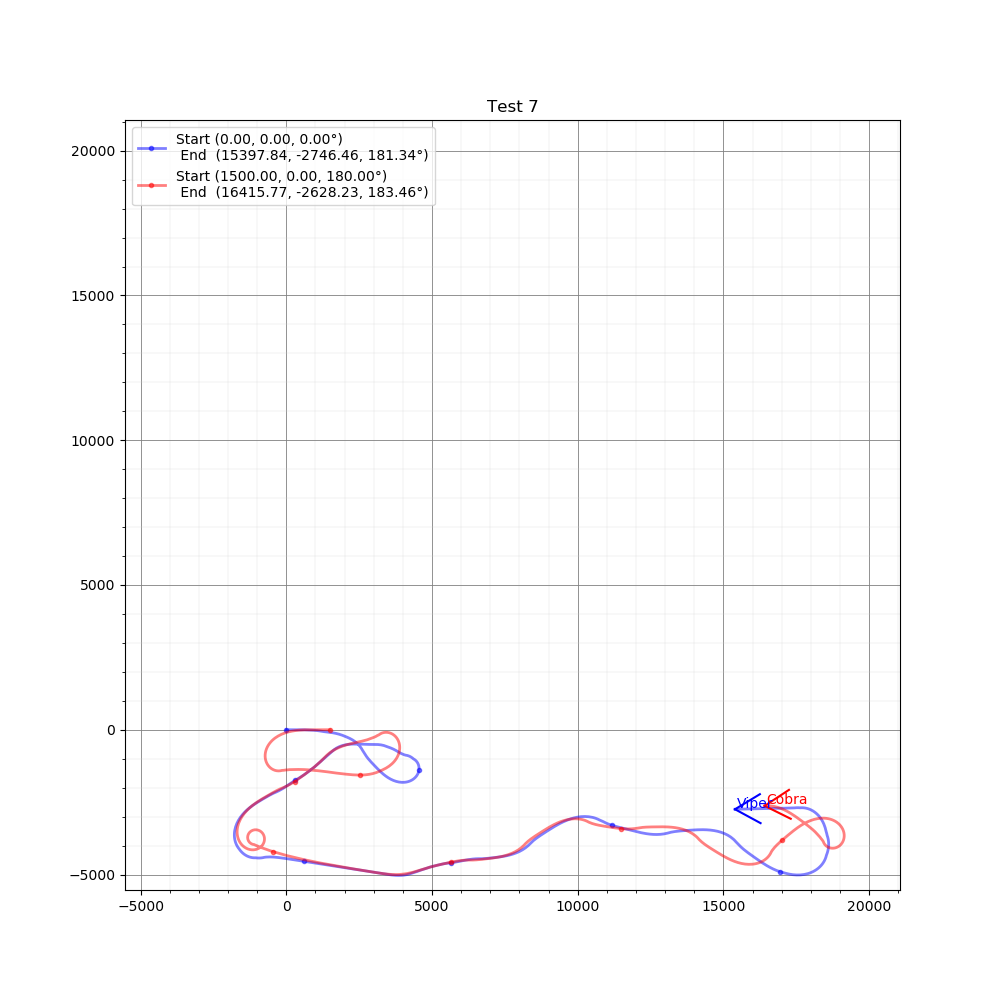 Test 7
Start (0.00, 0.00, 0.00°)
End (15397.84, -2746.46, 181.34°)
Start (1500.00, 0.00, 180.00°)
End (16415.77, -2628.23, 183.46°)
20000
15000
10000
5000
0
−5000
Viper
Cobra
−5000
0
5000
10000
15000
20000